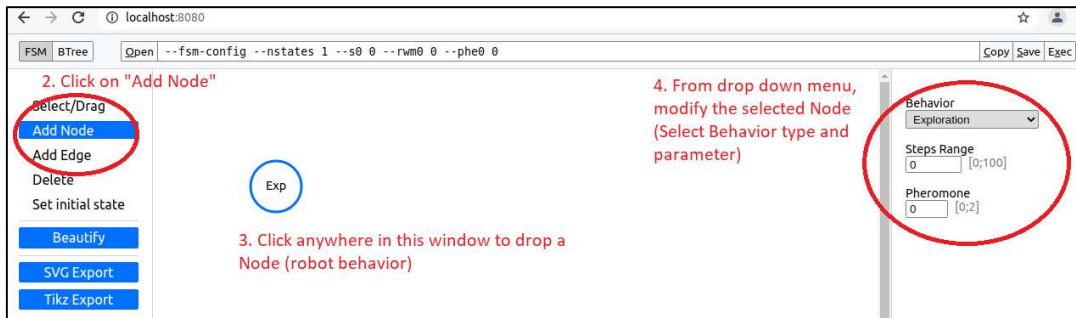 localhost:8080
FSM BTree Open --fsm-config --nstates 1 --s0 0 --rwm0 0 --phe0 0 Copy Save Exec
2. Click on "Add Node"
Select/Drag
Add Node
Add Edge
Delete
Set initial state
Beautify
SVG Export
Tikz Export
Exp
3. Click anywhere in this window to drop a
Node (robot behavior)
4. From drop down menu,
modify the selected Node
(Select Behavior type and
parameter)
Behavior
Exploration
Steps Range
0 [0;100]
Pheromone
0 [0;2]